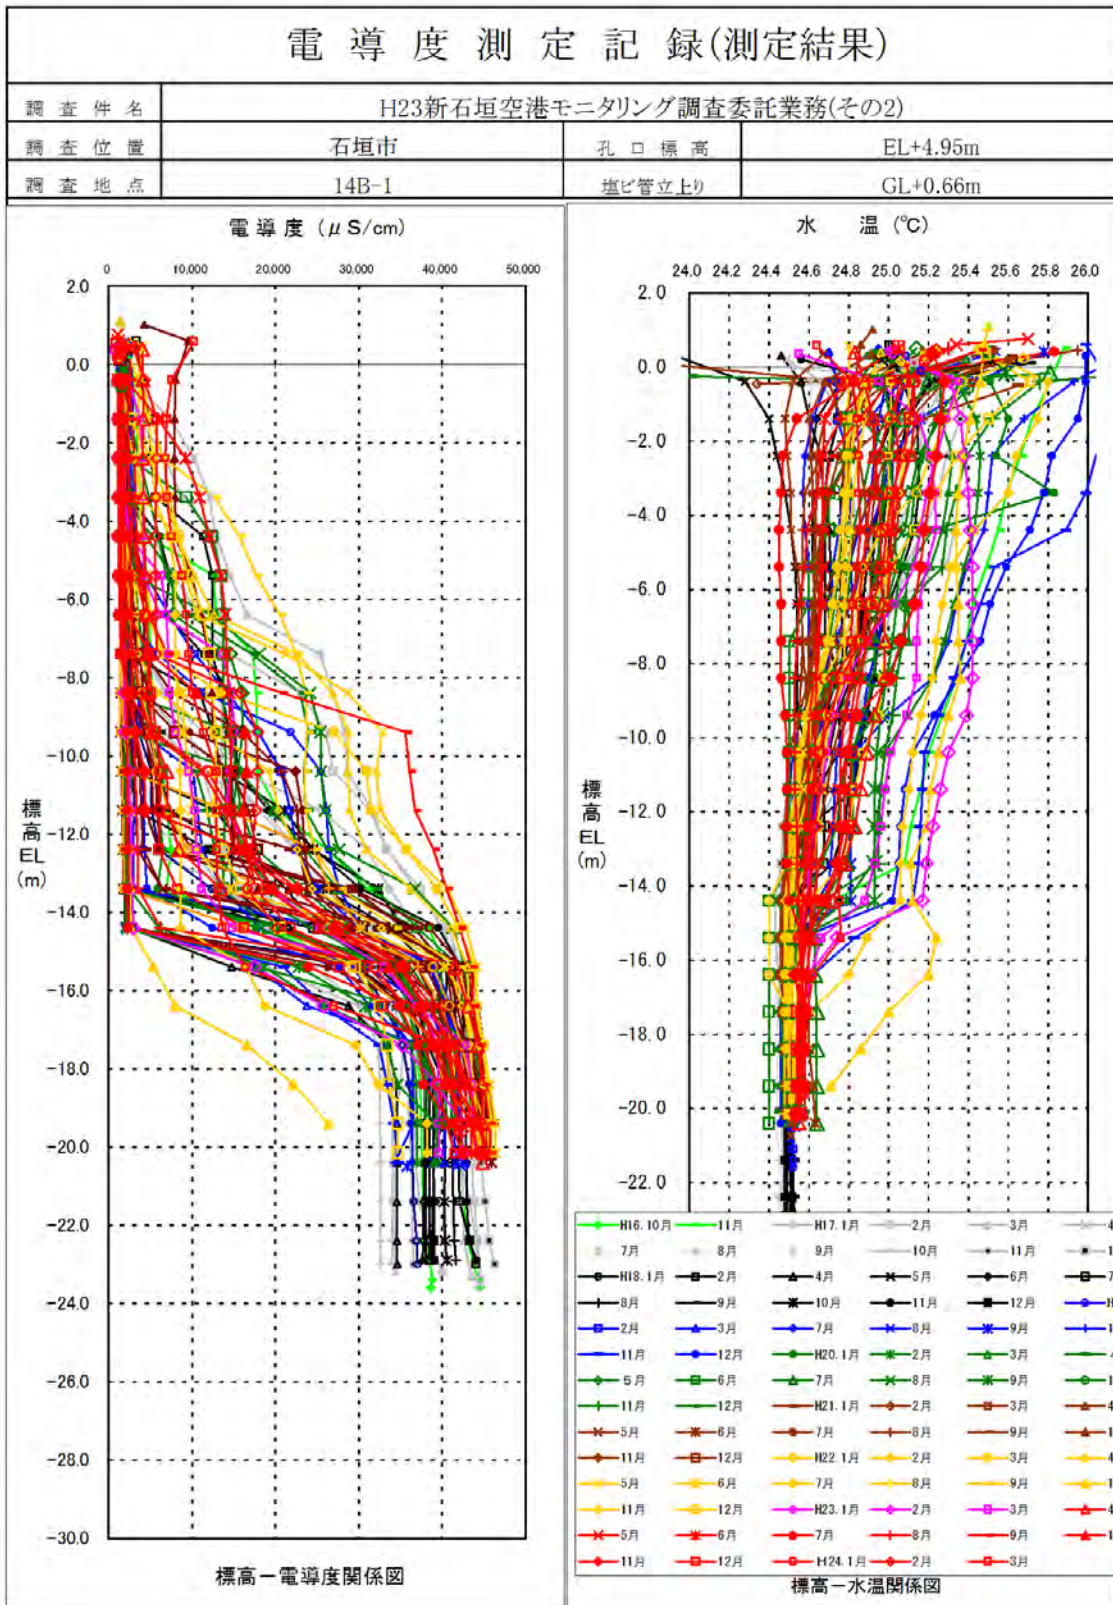 電導度測定記録(測定結果)
調査件名 H23新石垣空港モニタリング調査委託業務(その2)
調査位置 石垣市 孔口標高 EL+4.95m
調査地点 14B-1 塩ビ管立上り GL+0.66m
電導度 (μS/cm)
0 10,000 20,000 30,000 40,000 50,000
2.0
0.0
-2.0
-4.0
-6.0
-8.0
-10.0
-12.0
-14.0
-16.0
-18.0
-20.0
-22.0
-24.0
-26.0
-28.0
-30.0
標高EL(m)
標高ー電導度関係図
水 温 (℃)
24.0 24.2 24.4 24.6 24.8 25.0 25.2 25.4 25.6 25.8 26.0
2.0
0.0
-2.0
-4.0
-6.0
-8.0
-10.0
-12.0
-14.0
-16.0
-18.0
-20.0
-22.0
標高EL(m)
H16.10月 11月 H17.1月 2月 3月 4
7月 8月 9月 10月 11月 1
H18.1月 2月 4月 5月 6月 7
8月 9月 10月 11月 12月 H
2月 3月 7月 8月 9月 1
11月 12月 H20.1月 2月 3月 4
5月 6月 7月 8月 9月 1
11月 12月 H21.1月 2月 3月 4
5月 6月 7月 8月 9月 1
11月 12月 H22.1月 2月 3月 4
5月 6月 7月 8月 9月 1
11月 12月 H23.1月 2月 3月 4
5月 6月 7月 8月 9月 1
11月 12月 H24.1月 2月 3月
標高ー水温関係図